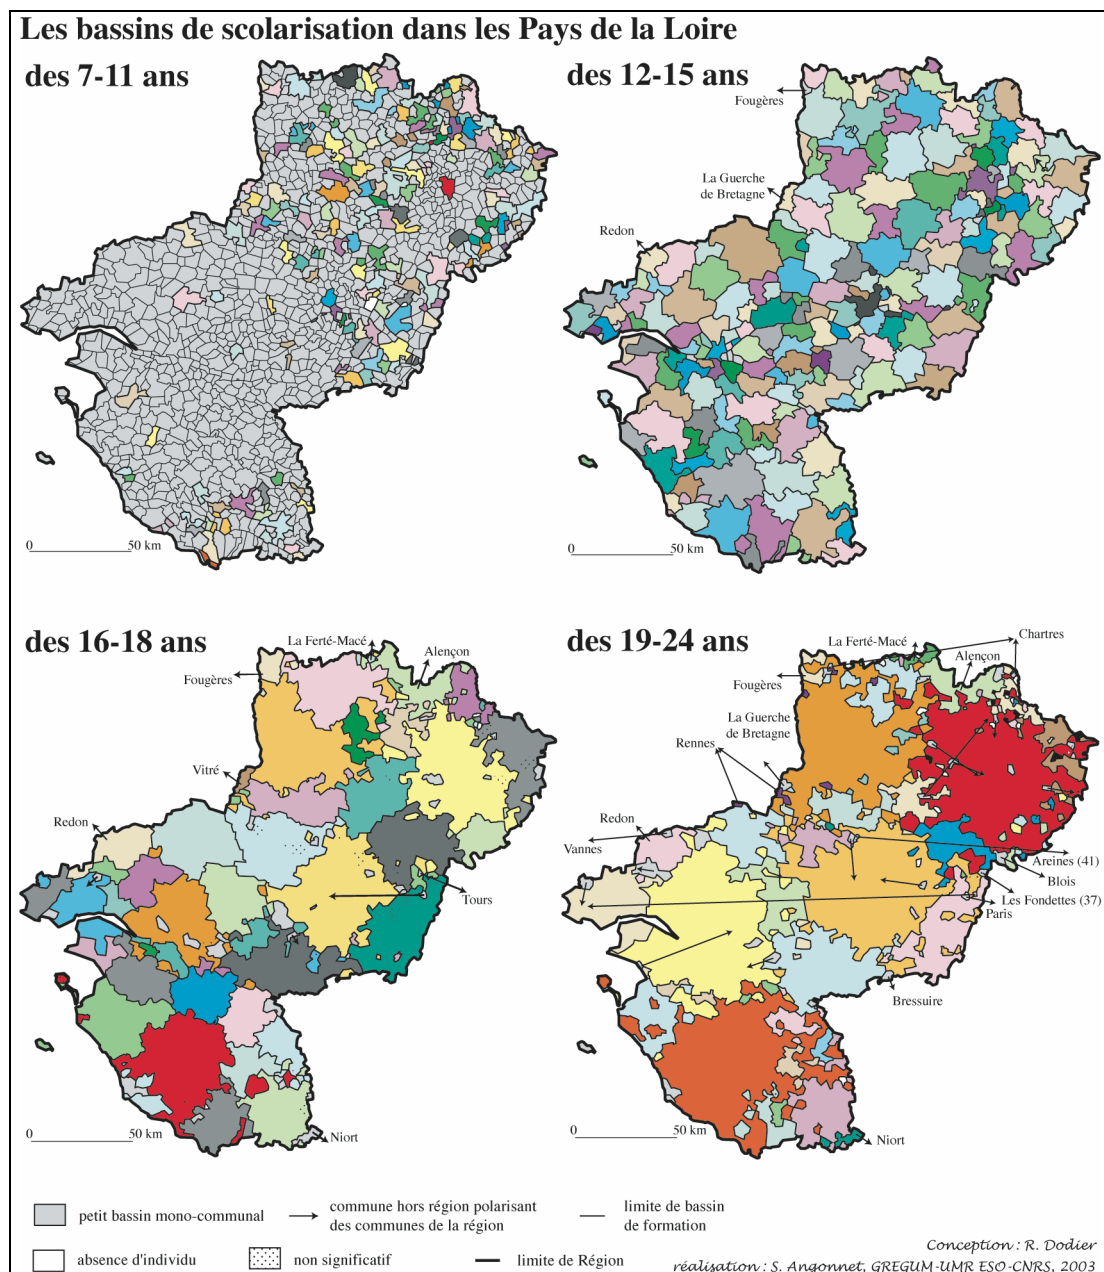 Les bassins de scolarisation dans les Pays de la Loire
des 7-11 ans
0
50 km
des 12-15 ans
Fougères
La Guerche
de Bretagne
Redon
0
50 km
des 16-18 ans
La Ferté-Macé
Alençon
Fougères
Vitré
Redon
Tours
Niort
0
50 km
des 19-24 ans
La Ferté-Macé
Chartres
Alençon
Fougères
La Guerche
de Bretagne
Rennes
Redon
Vannes
Areines (41)
Blois
Les Fondettes (37)
Paris
Bressuire
Niort
0
50 km
petit bassin mono-communal
commune hors région polarisant
des communes de la région
limite de bassin
de formation
absence d'individu
non significatif
limite de Région
Conception : R. Dodier
réalisation : S. Angonnet, GREGUM-UMR ESO-CNRS, 2003